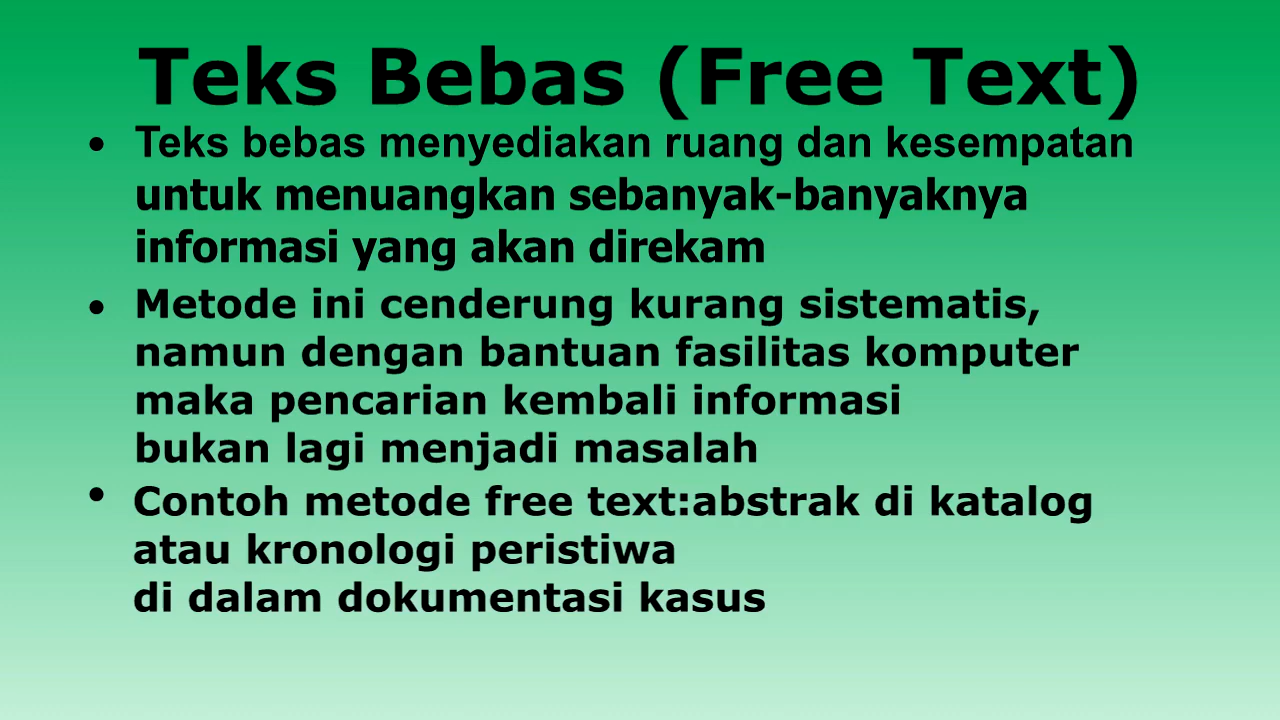 Teks Bebas (Free Text)
• Teks bebas menyediakan ruang dan kesempatan
untuk menuangkan sebanyak-banyaknya
informasi yang akan direkam
• Metode ini cenderung kurang sistematis,
namun dengan bantuan fasilitas komputer
maka pencarian kembali informasi
bukan lagi menjadi masalah
• Contoh metode free text:abstrak di katalog
atau kronologi peristiwa
di dalam dokumentasi kasus